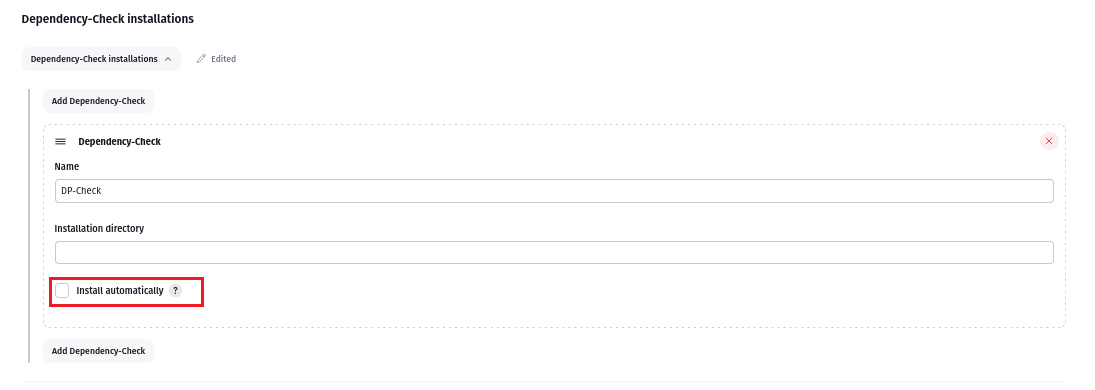 Dependency-Check installations
Dependency-Check installations
Edited
Add Dependency-Check
Dependency-Check
Name
DP-Check
Installation directory
Install automatically ?
Add Dependency-Check